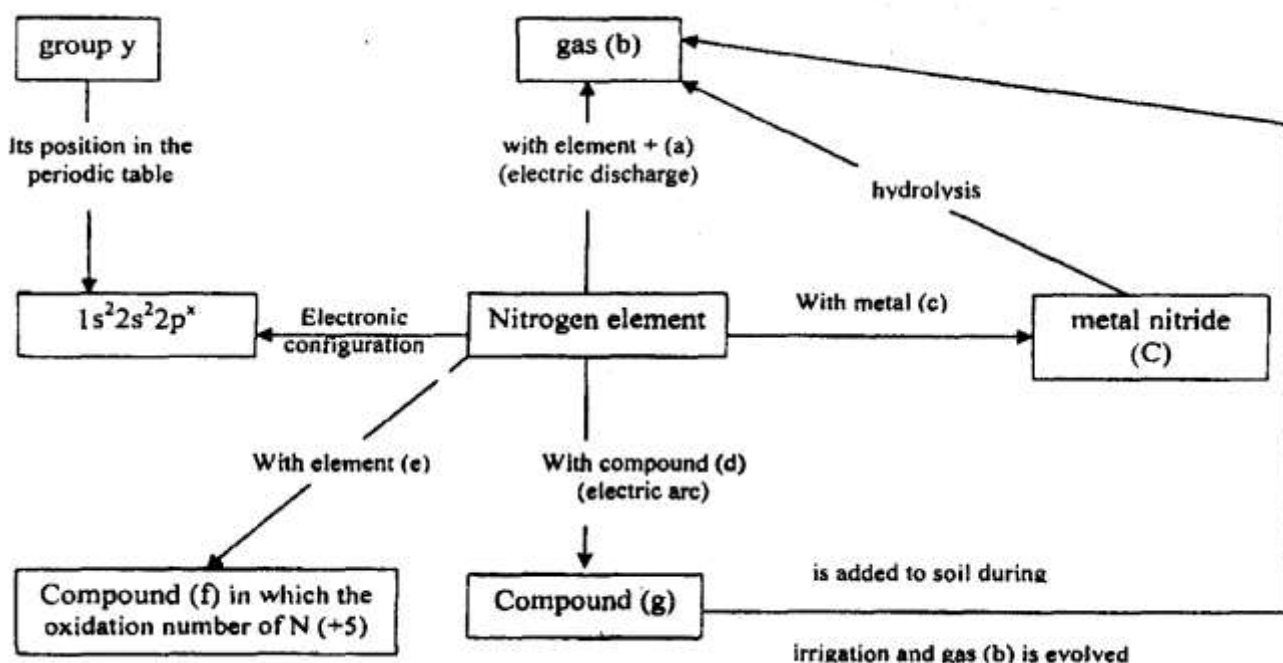 group y
gas (b)
Its position in the
periodic table
with element + (a)
(electric discharge)
hydrolysis
1s²2s²2pˣ
Electronic
configuration
Nitrogen element
With metal (c)
metal nitride
(C)
With element (e)
With compound (d)
(electric arc)
Compound (f) in which the
oxidation number of N (+5)
Compound (g)
is added to soil during
irrigation and gas (b) is evolved